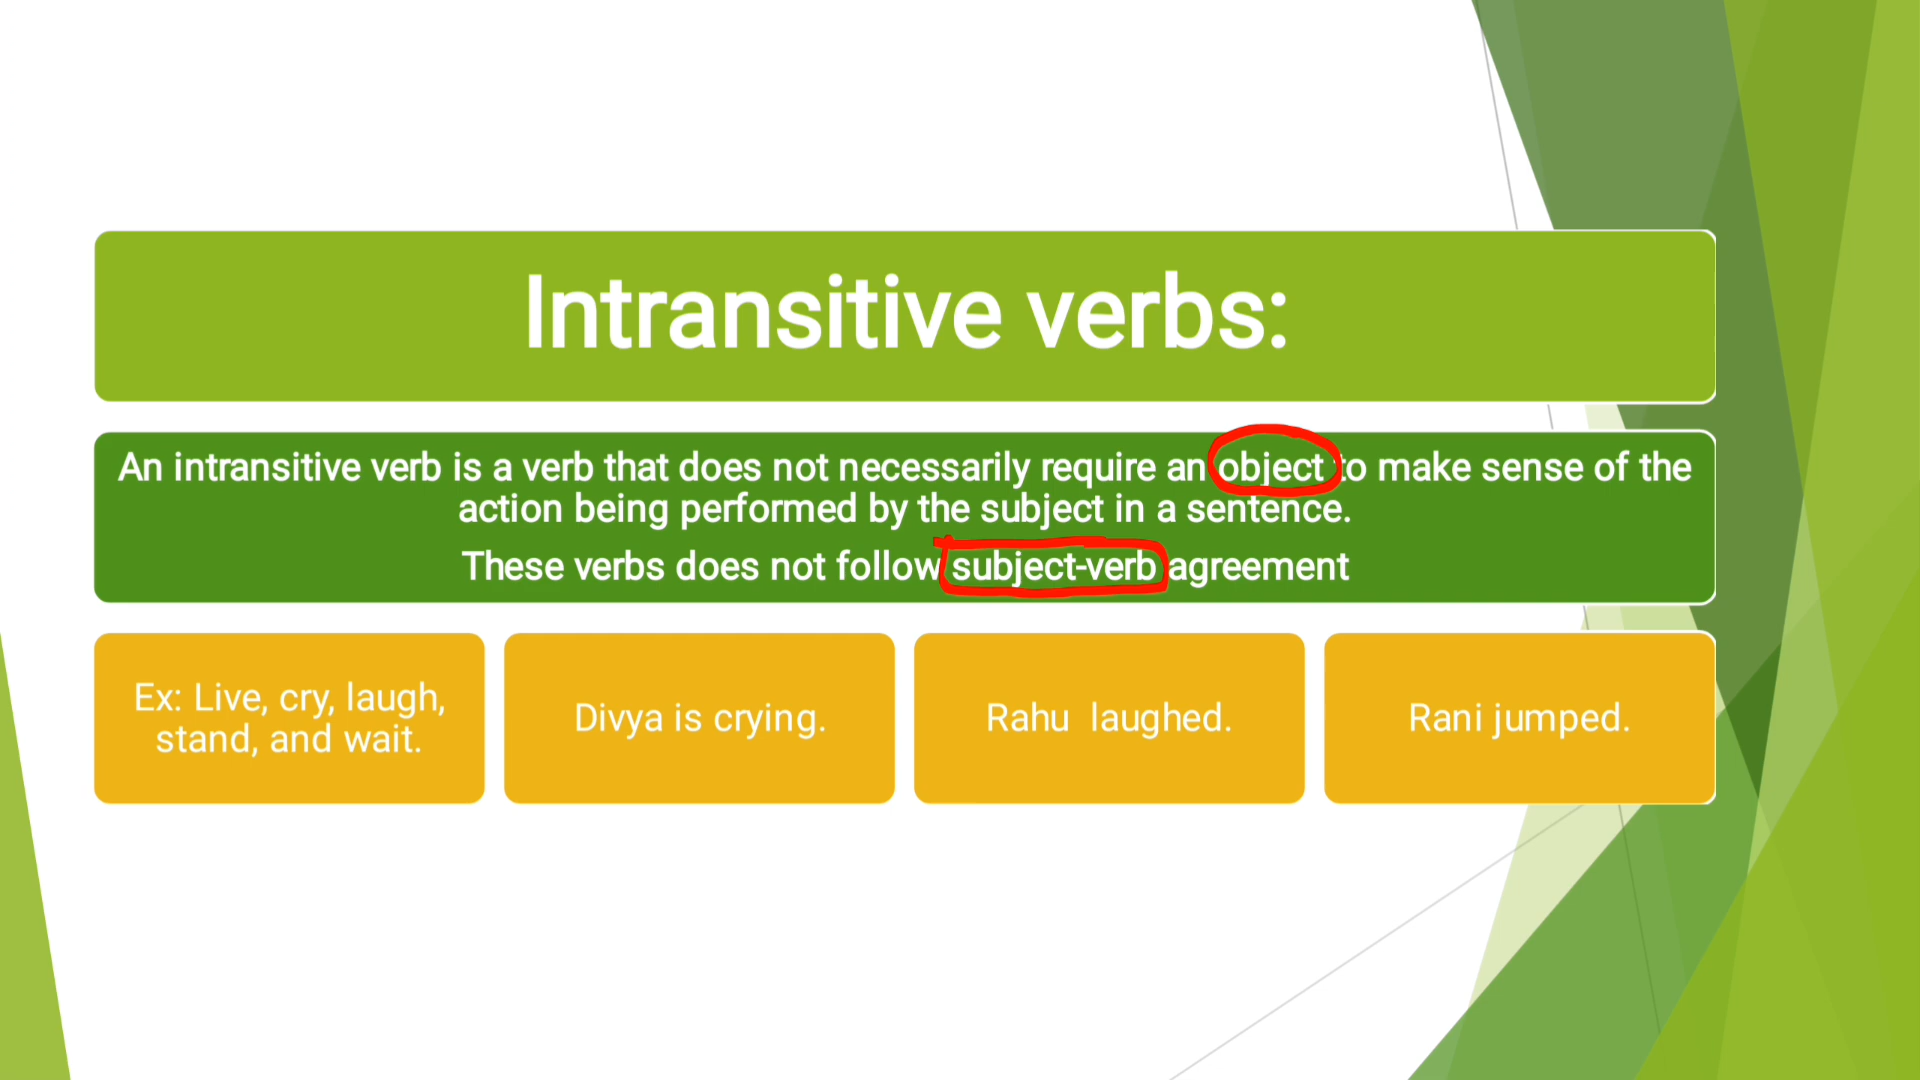 Intransitive verbs:
An intransitive verb is a verb that does not necessarily require an object to make sense of the
action being performed by the subject in a sentence.
These verbs does not follow subject-verb agreement
Ex: Live, cry, laugh,
stand, and wait.
Divya is crying.
Rahu laughed.
Rani jumped.